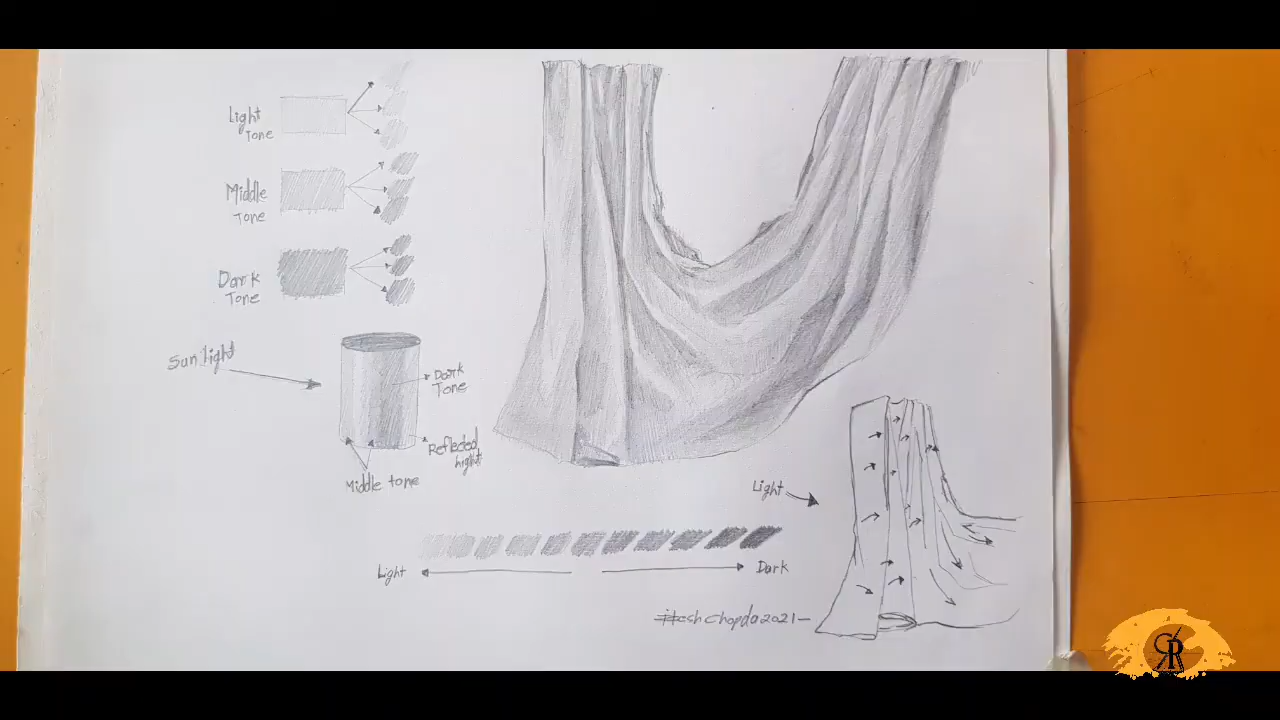 Light
Tone
Middle
Tone
Dark
Tone
Sun light
Dark
Tone
Reflected
Light
Middle tone
Light
Light
Dark
Chopda 2021